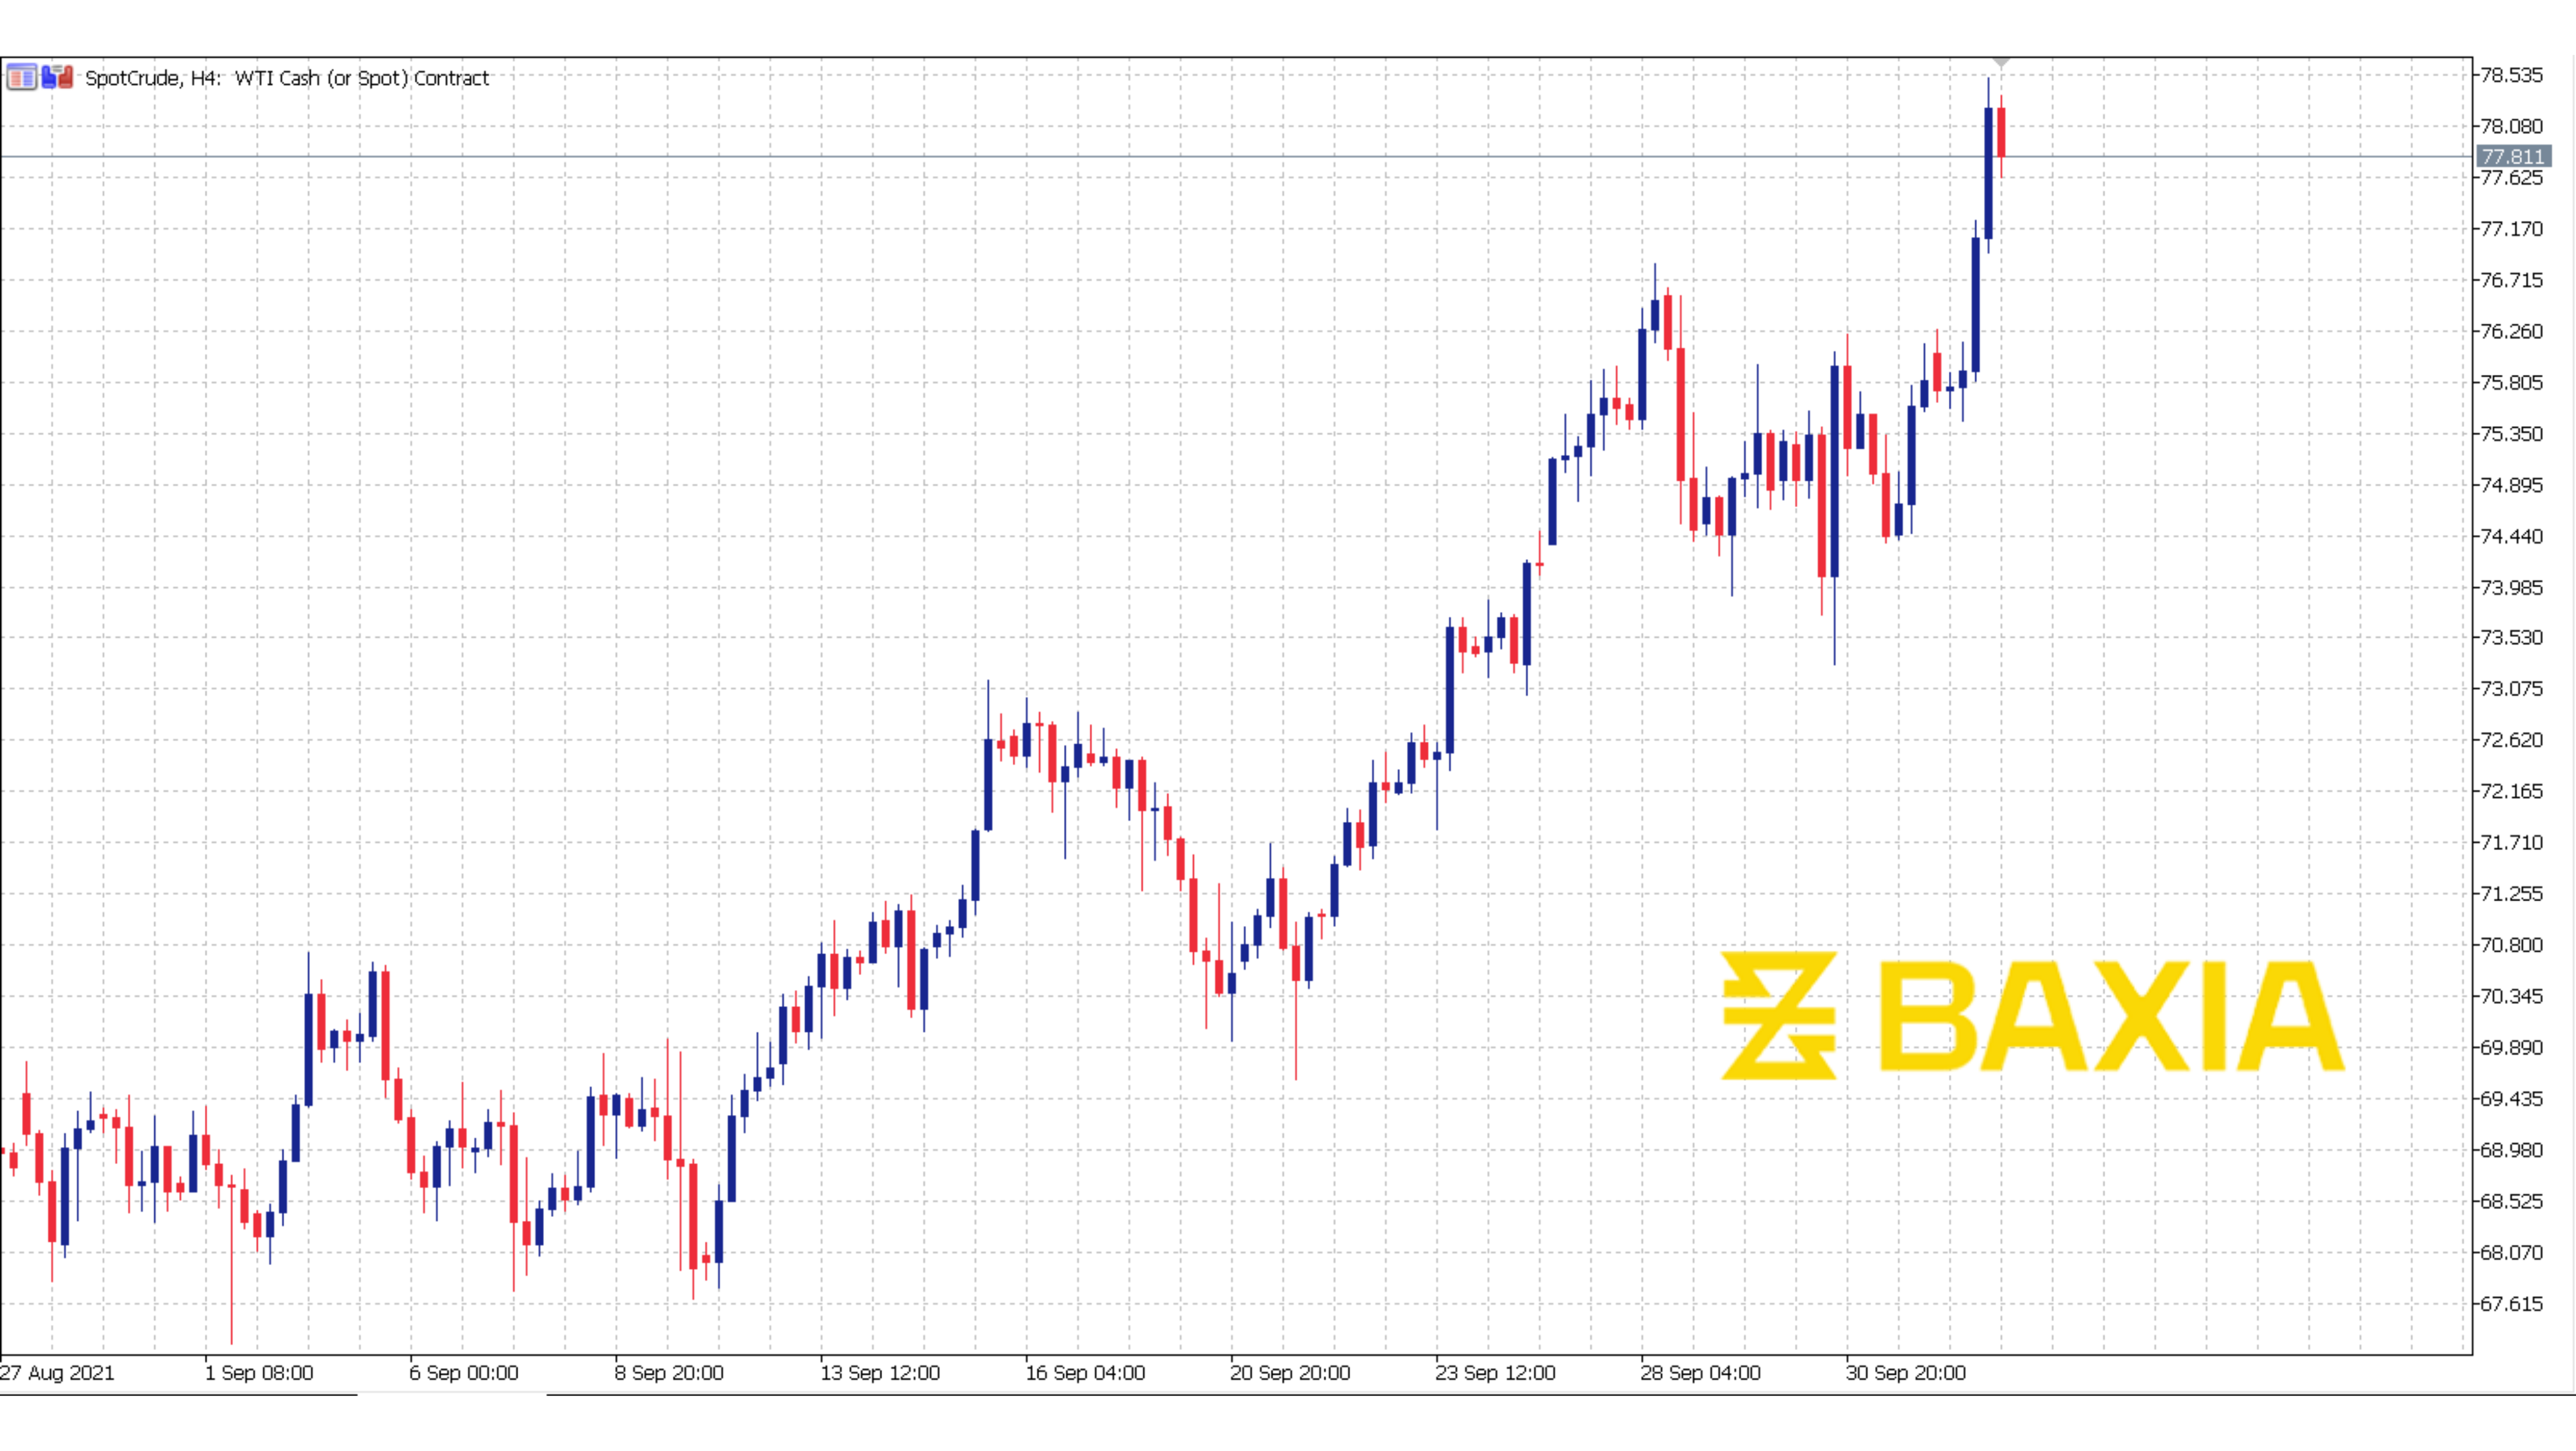 SpotCrude, H4: WTI Cash (or Spot) Contract
78.535
78.080
77.811
77.625
77.170
76.715
76.260
75.805
75.350
74.895
74.440
73.985
73.530
73.075
72.620
72.165
71.710
71.255
70.800
70.345
69.890
69.435
68.980
68.525
68.070
67.615
BAXIA
27 Aug 2021
1 Sep 08:00
6 Sep 00:00
8 Sep 20:00
13 Sep 12:00
16 Sep 04:00
20 Sep 20:00
23 Sep 12:00
28 Sep 04:00
30 Sep 20:00